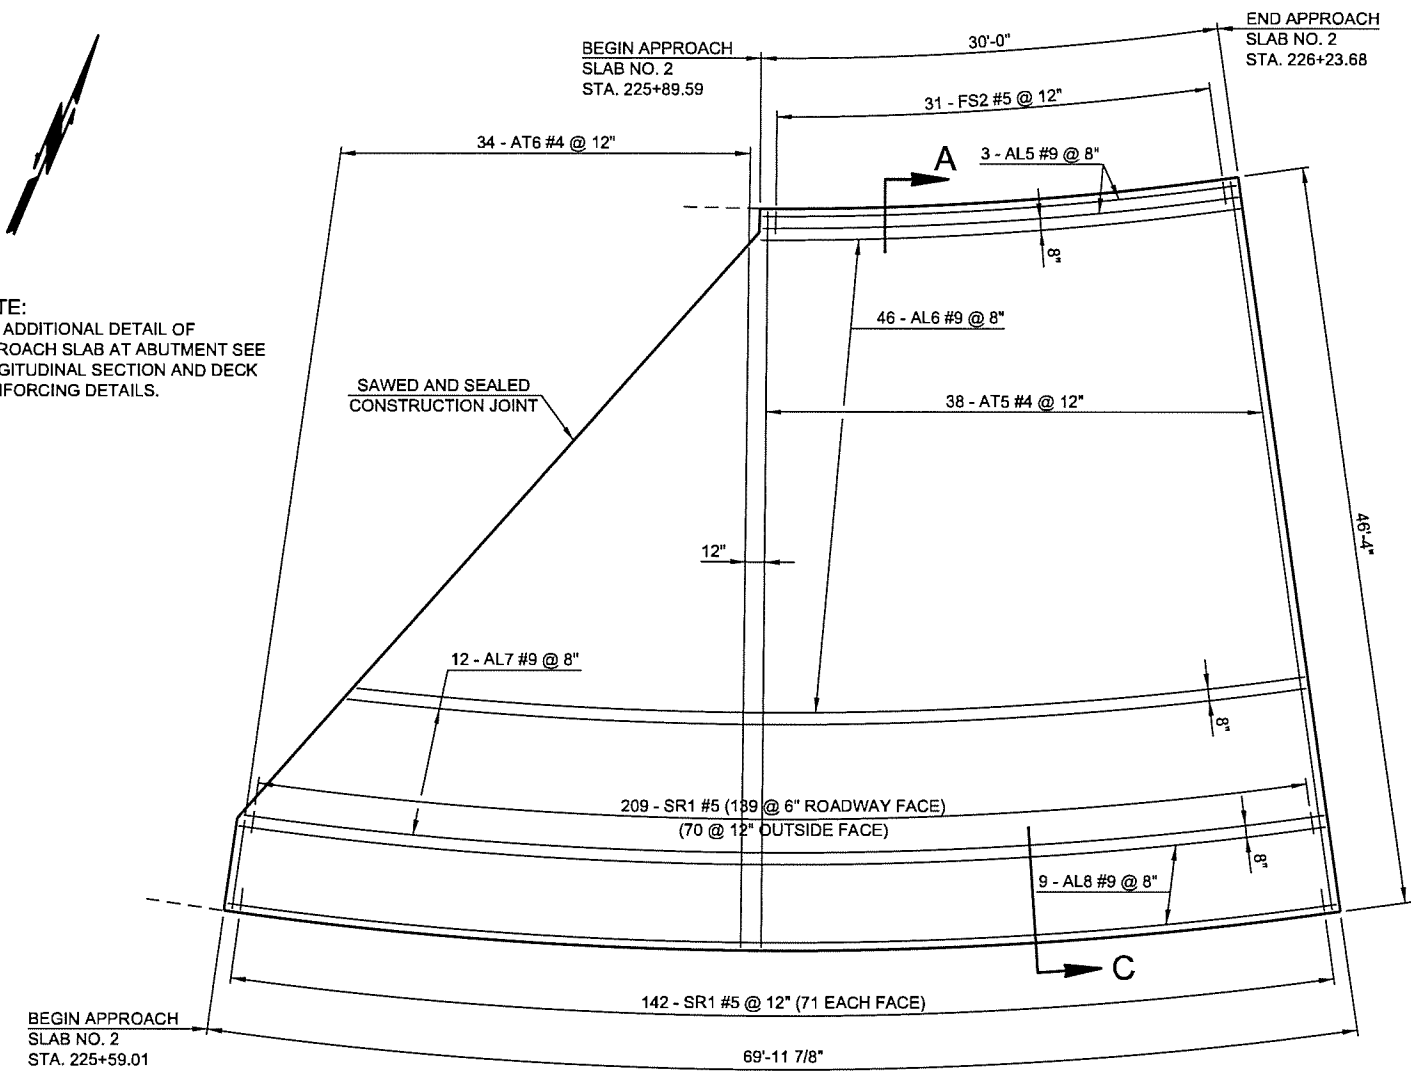 END APPROACH
SLAB NO. 2
STA. 226+23.68
BEGIN APPROACH
SLAB NO. 2
STA. 225+89.59
30'-0"
31 - FS2 #5 @ 12"
34 - AT6 #4 @ 12"
A
3 - AL5 #9 @ 8"
8"
TE:
ADDITIONAL DETAIL OF
ROACH SLAB AT ABUTMENT SEE
GITUDINAL SECTION AND DECK
NFORCING DETAILS.
46 - AL6 #9 @ 8"
SAWED AND SEALED
CONSTRUCTION JOINT
38 - AT5 #4 @ 12"
46'-4"
12"
12 - AL7 #9 @ 8"
8"
209 - SR1 #5 (139 @ 6" ROADWAY FACE)
(70 @ 12" OUTSIDE FACE)
8"
9 - AL8 #9 @ 8"
C
142 - SR1 #5 @ 12" (71 EACH FACE)
BEGIN APPROACH
SLAB NO. 2
STA. 225+59.01
69'-11 7/8"